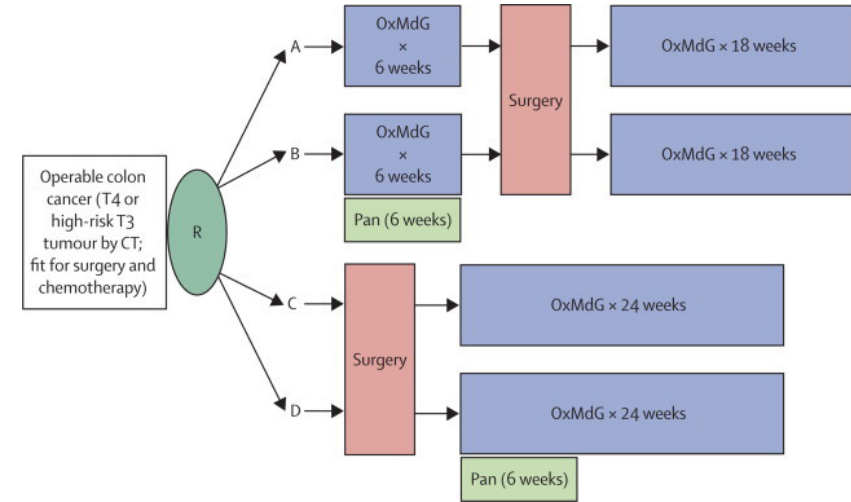 Operable colon
cancer (T4 or
high-risk T3
tumour by CT;
fit for surgery and
chemotherapy)
R
A
OxMdG
×
6 weeks
Surgery
OxMdG × 18 weeks
B
OxMdG
×
6 weeks
OxMdG × 18 weeks
Pan (6 weeks)
C
Surgery
OxMdG × 24 weeks
D
OxMdG × 24 weeks
Pan (6 weeks)